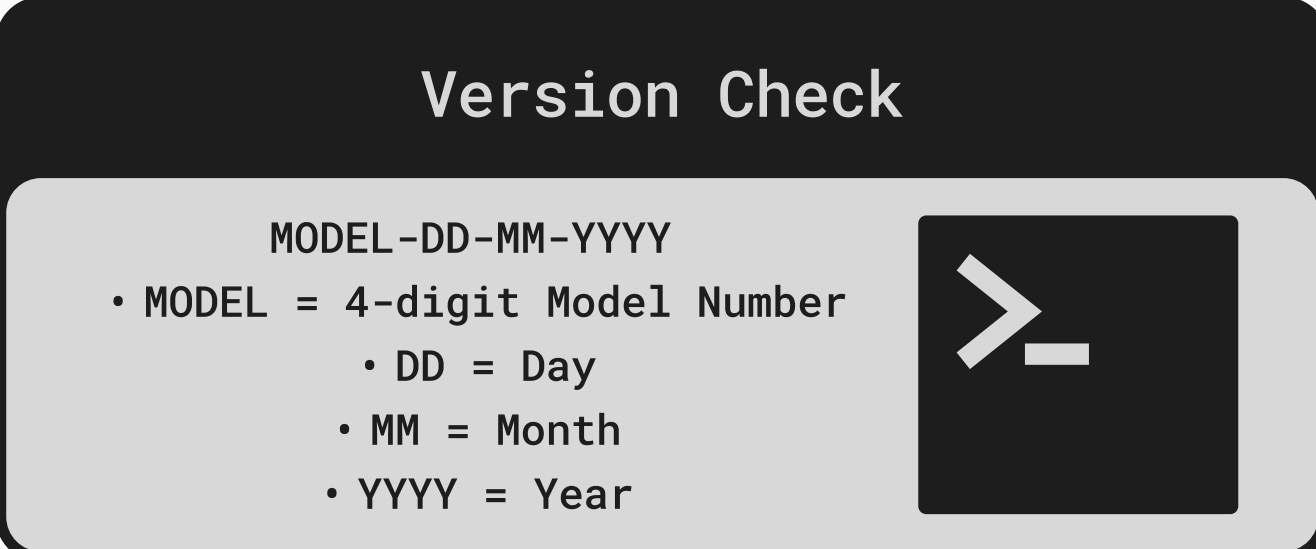 Version Check
MODEL-DD-MM-YYYY
• MODEL = 4-digit Model Number
• DD = Day
• MM = Month
• YYYY = Year
>_